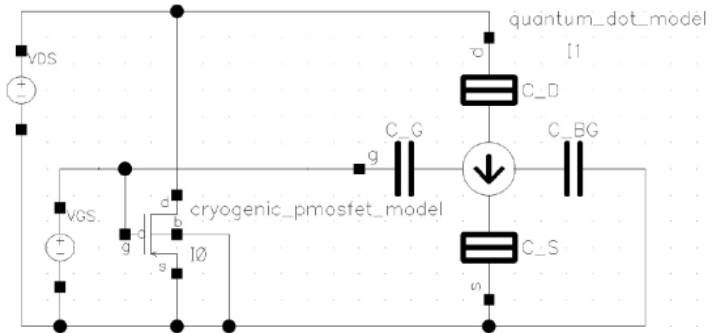 quantum_dot_model
I1
VDS
d
C_D
C_G
C_BG
g
d
cryogenic_pmosfet_model
VGS
b
g
I0
s
C_S
s